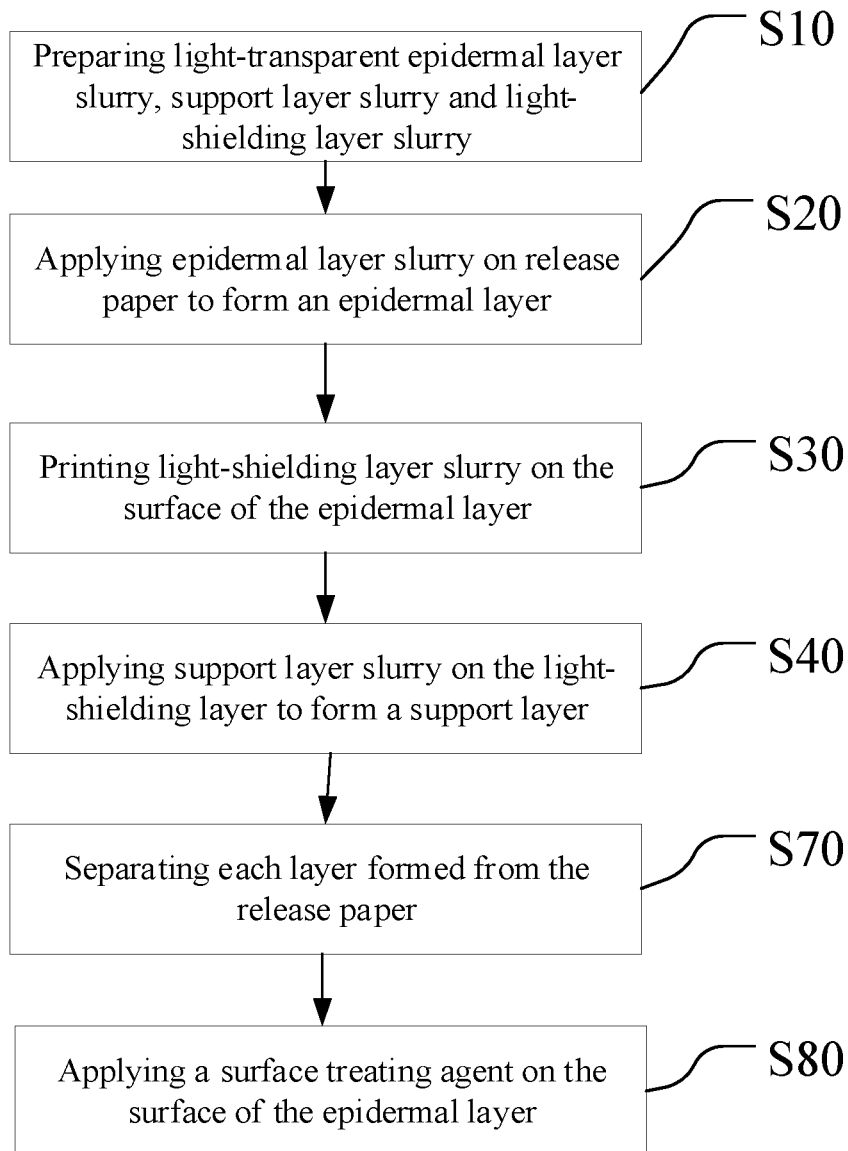 S10
Preparing light-transparent epidermal layer
slurry, support layer slurry and light-
shielding layer slurry
S20
Applying epidermal layer slurry on release
paper to form an epidermal layer
S30
Printing light-shielding layer slurry on the
surface of the epidermal layer
S40
Applying support layer slurry on the light-
shielding layer to form a support layer
S70
Separating each layer formed from the
release paper
S80
Applying a surface treating agent on the
surface of the epidermal layer